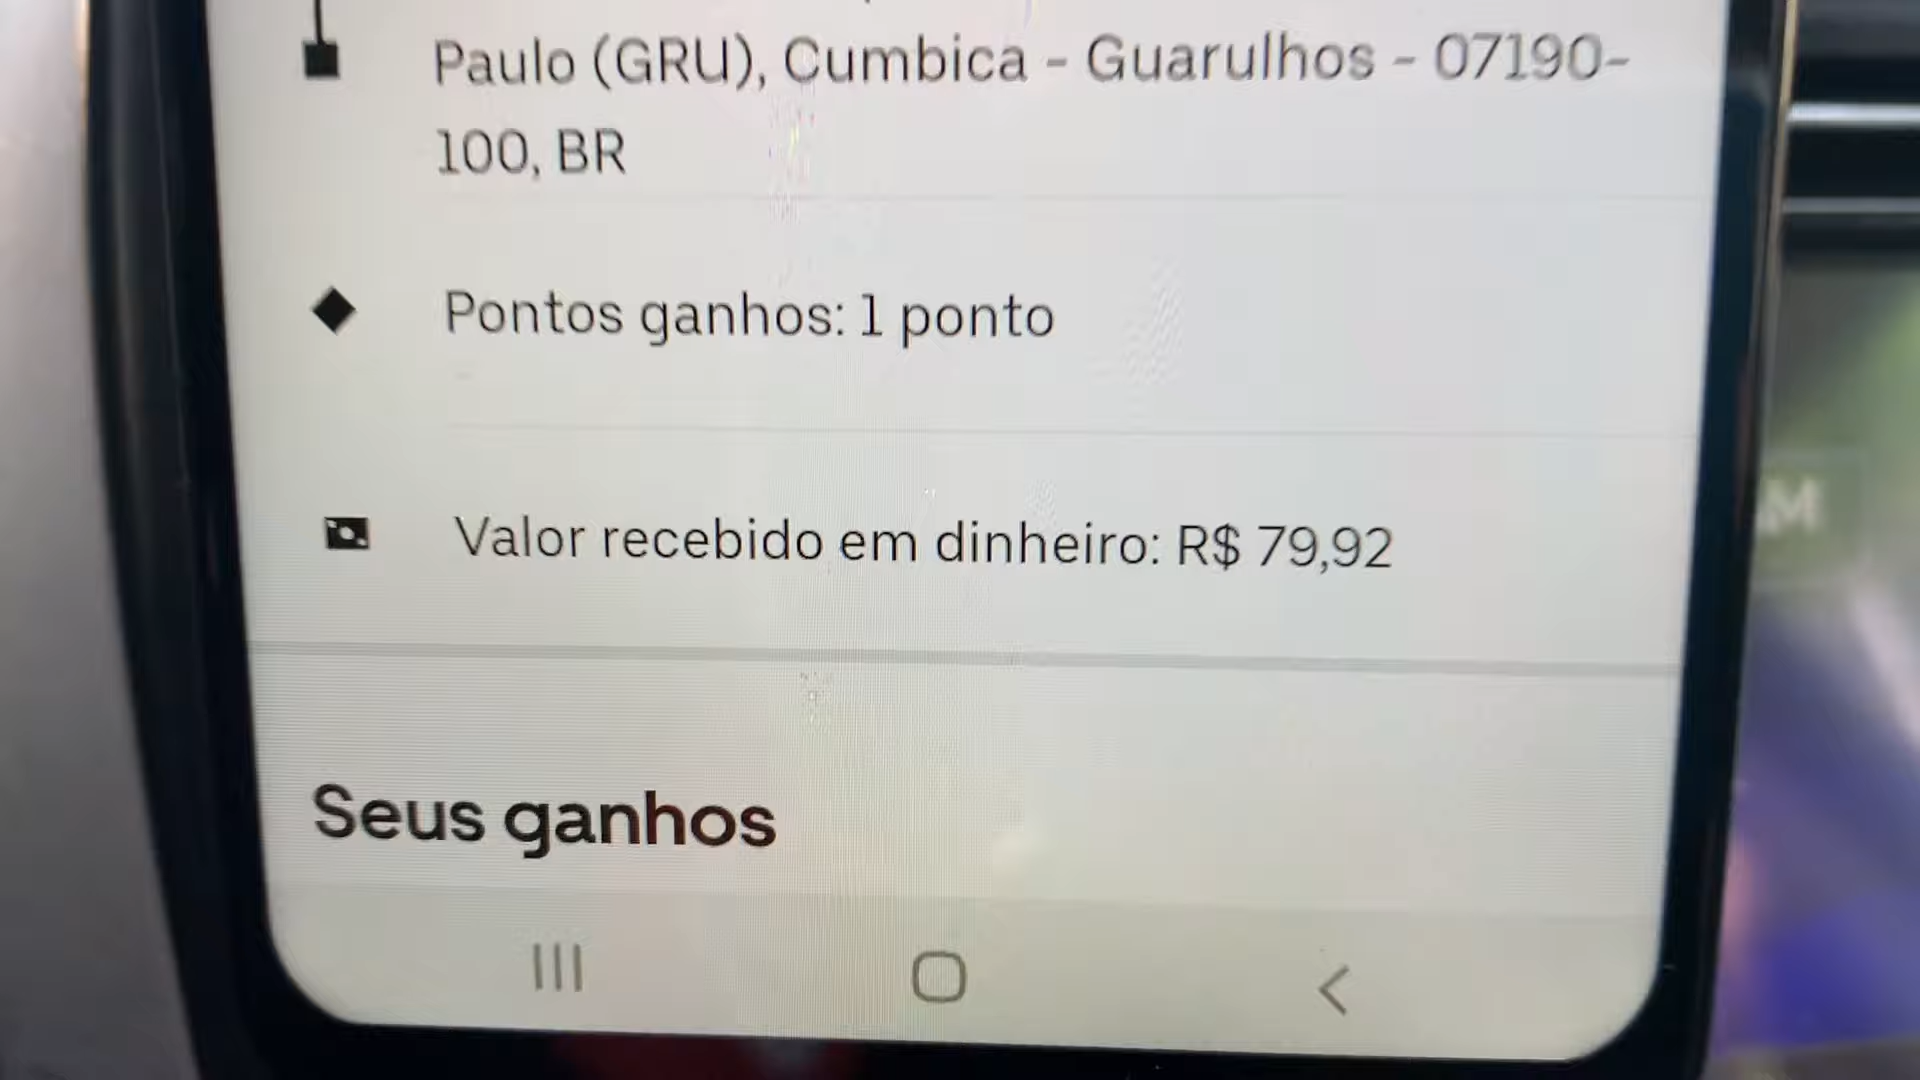 Paulo (GRU), Cumbica - Guarulhos - 07190-
100, BR
Pontos ganhos: 1 ponto
Valor recebido em dinheiro: R$ 79,92
Seus ganhos